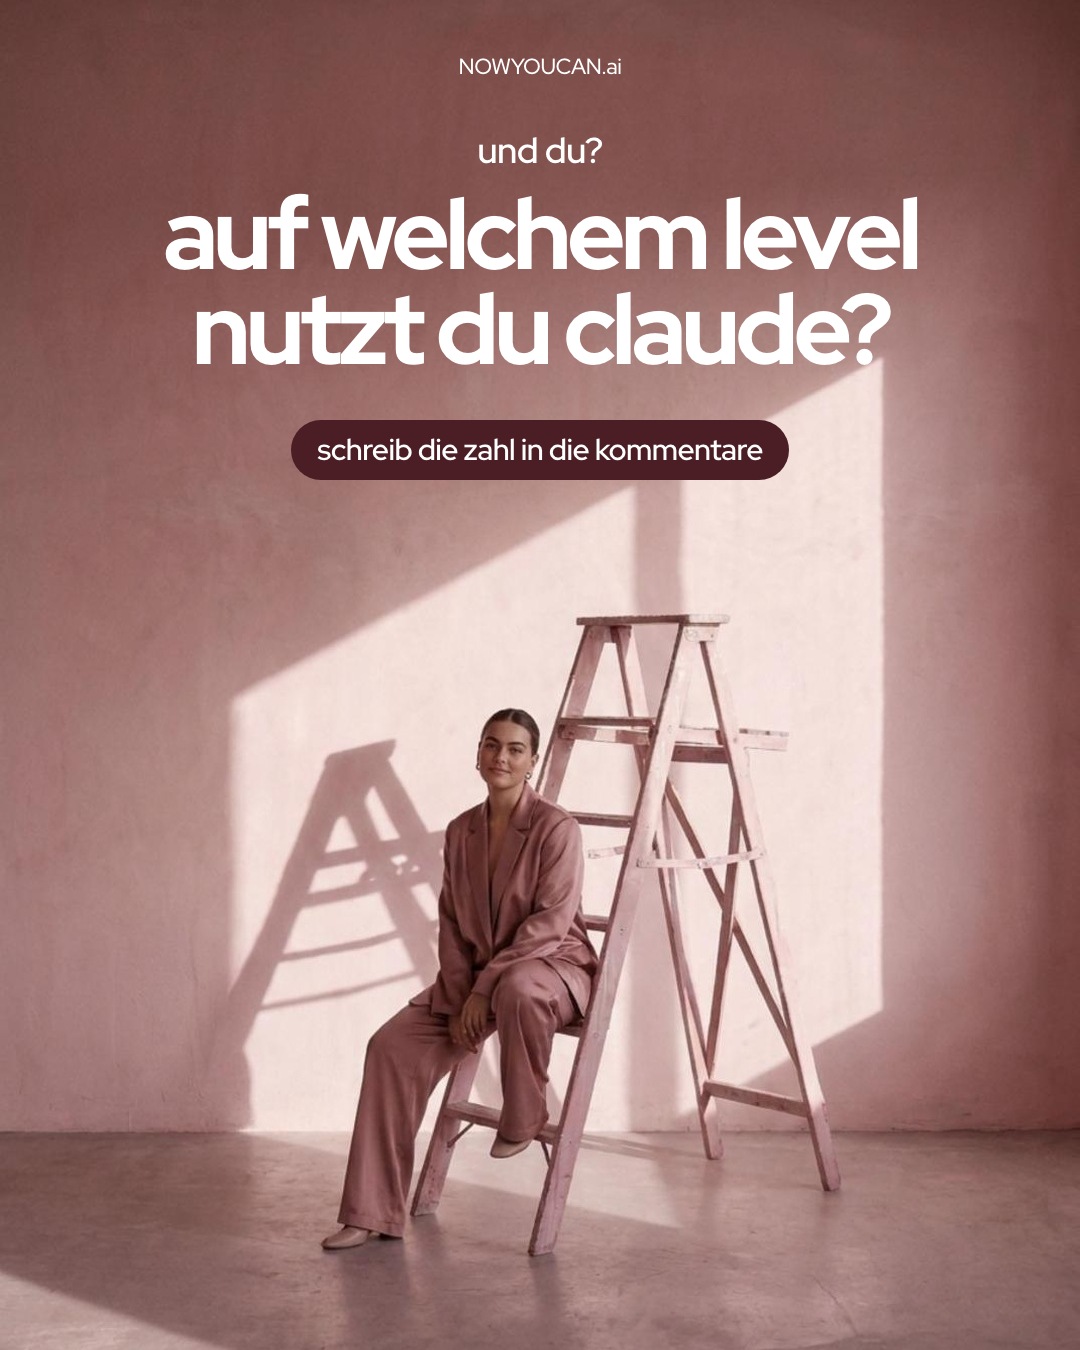 NOWYOUCAN.ai
und du?
auf welchem level
nutzt du claude?
schreib die zahl in die kommentare